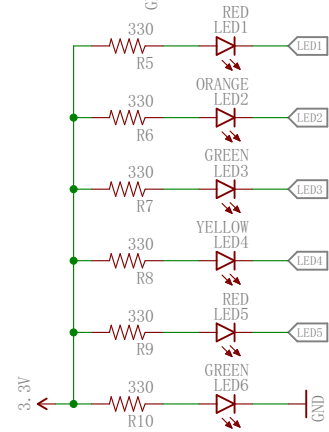 RED
330
LED1
LED1
R5
ORANGE
330
LED2
LED2
R6
GREEN
330
LED3
LED3
R7
YELLOW
330
LED4
LED4
R8
RED
330
LED5
LED5
R9
GREEN
330
LED6
3.3V
GND
R10